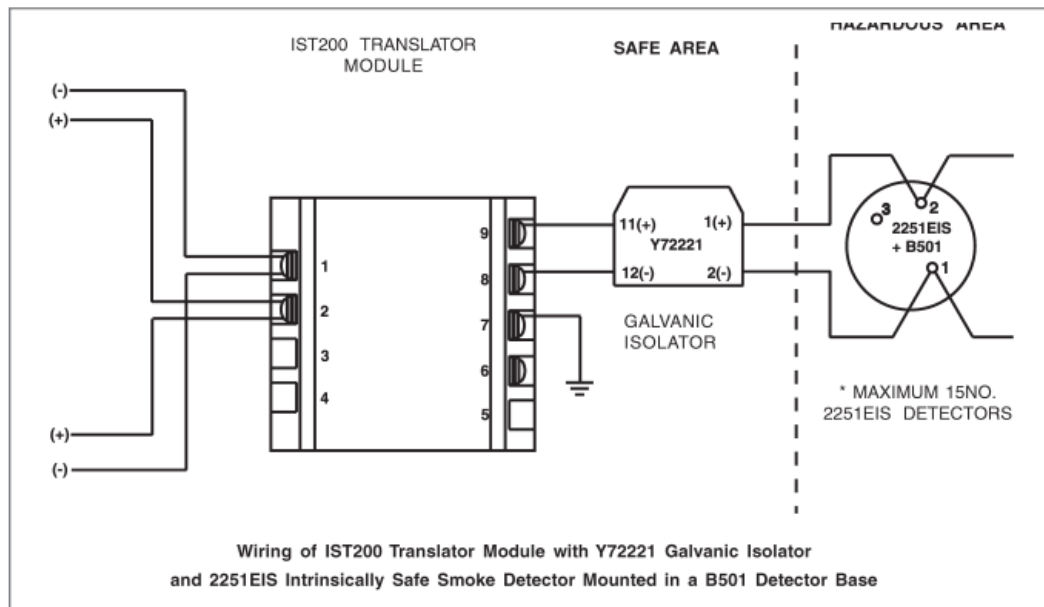 IST200 TRANSLATOR
MODULE
SAFE AREA
HAZARDOUS AREA
(-)
(+)
(+)
(-)
1
2
3
4
9
8
7
6
5
11(+) 1(+)
Y72221
12(-) 2(-)
GALVANIC
ISOLATOR
3
2
2251EIS
+ B501
1
* MAXIMUM 15NO.
2251EIS DETECTORS
Wiring of IST200 Translator Module with Y72221 Galvanic Isolator
and 2251EIS Intrinsically Safe Smoke Detector Mounted in a B501 Detector Base